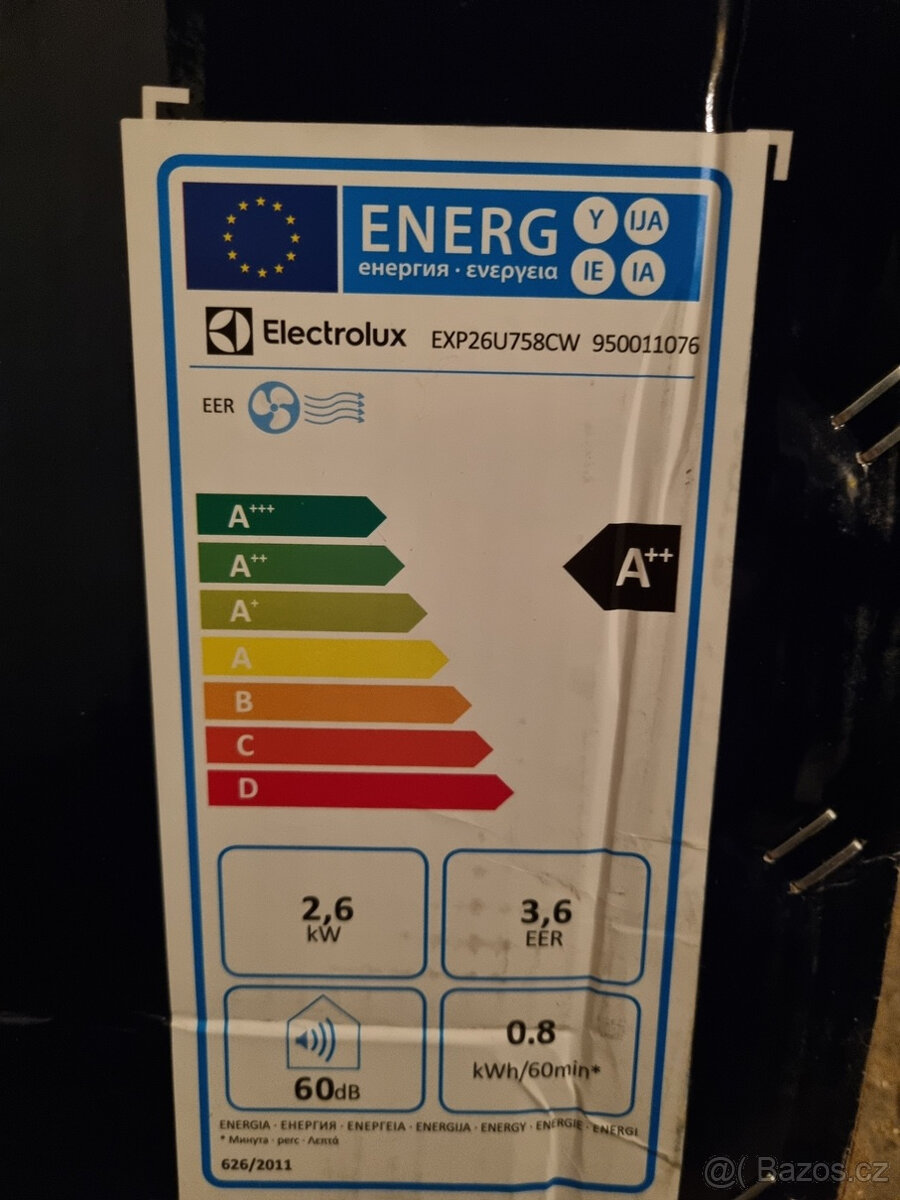 ENERG Y IJA
енергия · ενεργεια IE IA
Electrolux EXP26U758CW 950011076
EER
A+++
A++
A++
A+
A
B
C
D
2,6
kW
3,6
EER
60dB
0.8
kWh/60min*
ENERGIA · ЕНЕРГИЯ · ΕΝΕΡΓΕΙΑ · ENERGIJA · ENERGY · ENERGIE · ENERGI
* Минута · perc · Λεπτά
626/2011
@( Bazos.cz